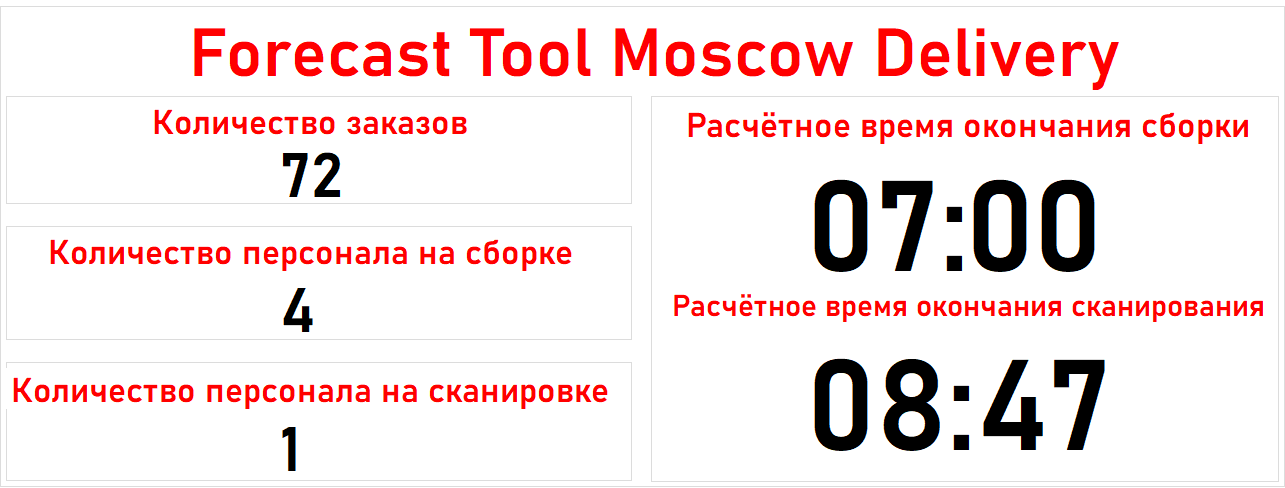 Forecast Tool Moscow Delivery
Количество заказов
72
Количество персонала на сборке
4
Количество персонала на сканировке
1
Расчётное время окончания сборки
07:00
Расчётное время окончания сканирования
08:47